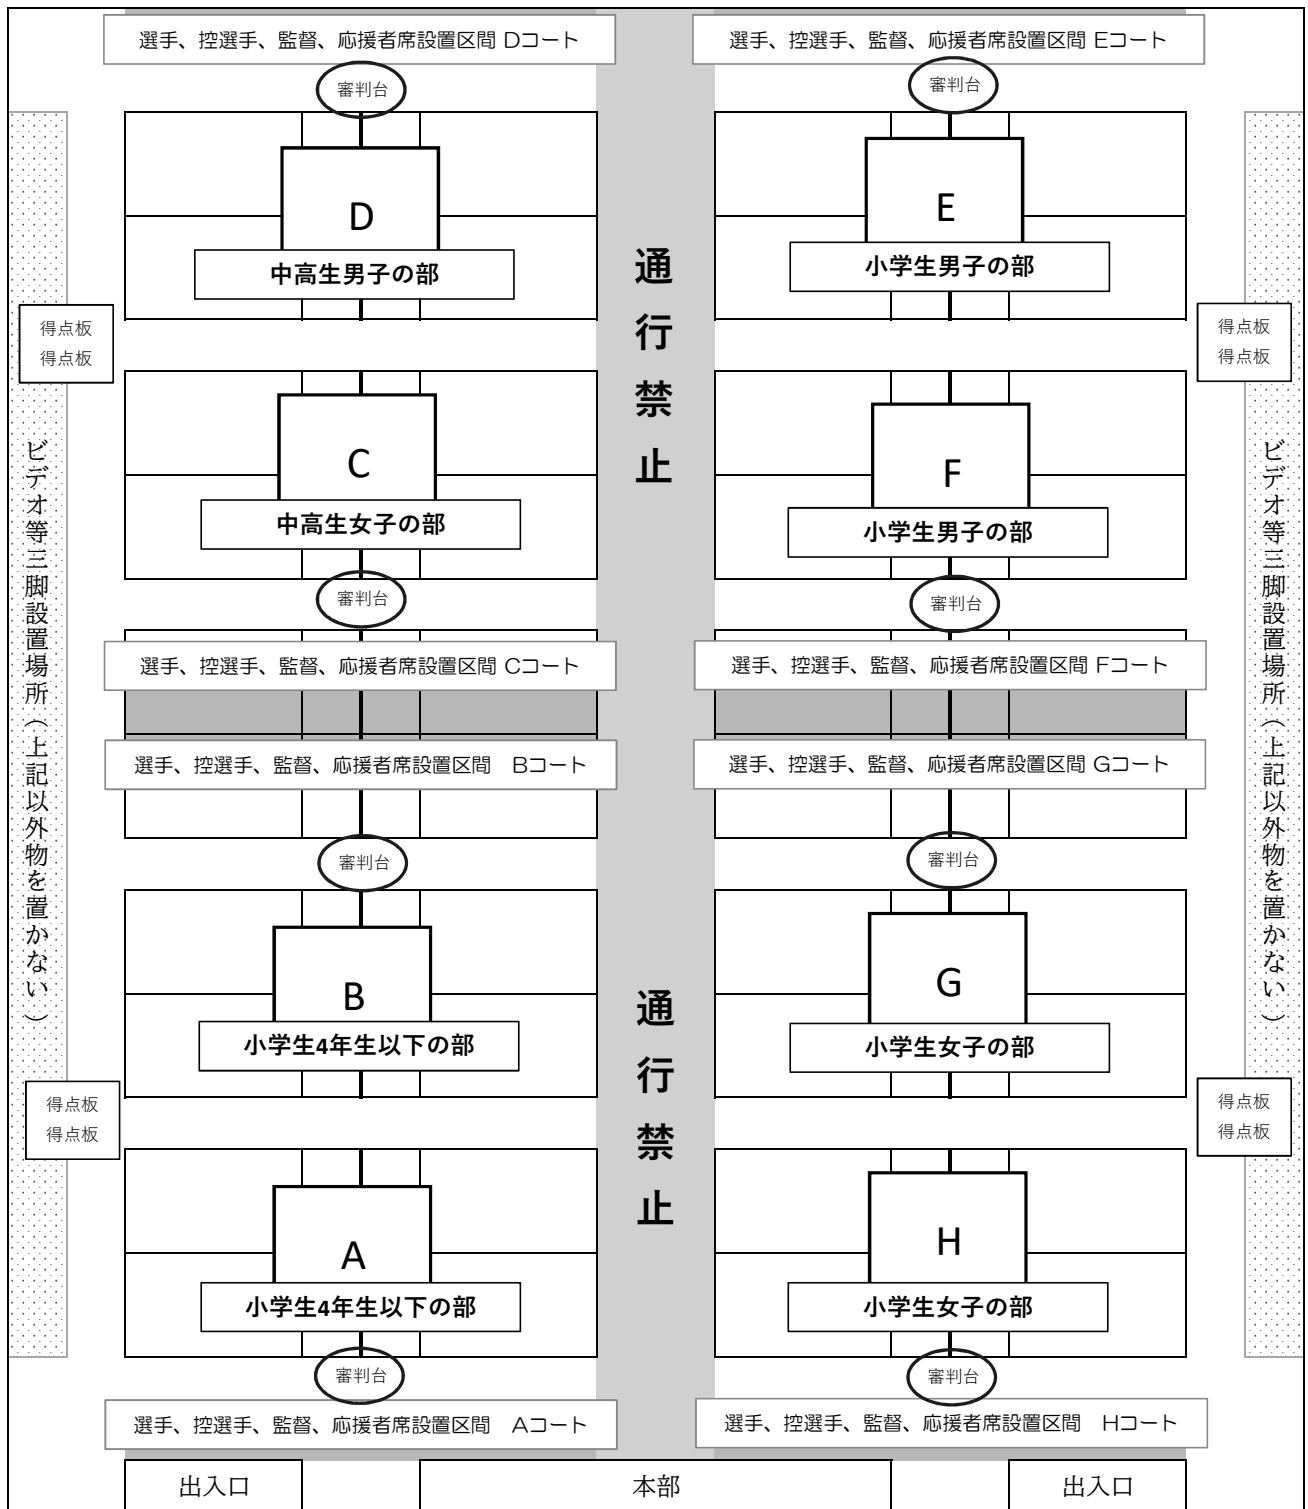 選手、控選手、監督、応援者席設置区間 Dコート
選手、控選手、監督、応援者席設置区間 Eコート
審判台
審判台
D
中高生男子の部
E
小学生男子の部
通行禁止
得点板
得点板
得点板
得点板
C
中高生女子の部
F
小学生男子の部
ビデオ等三脚設置場所(上記以外物を置かない)
ビデオ等三脚設置場所(上記以外物を置かない)
審判台
審判台
選手、控選手、監督、応援者席設置区間 Cコート
選手、控選手、監督、応援者席設置区間 Fコート
選手、控選手、監督、応援者席設置区間　Bコート
選手、控選手、監督、応援者席設置区間 Gコート
審判台
審判台
B
小学生4年生以下の部
G
小学生女子の部
通行禁止
得点板
得点板
得点板
得点板
A
小学生4年生以下の部
H
小学生女子の部
審判台
審判台
選手、控選手、監督、応援者席設置区間　Aコート
選手、控選手、監督、応援者席設置区間　Hコート
出入口
本部
出入口